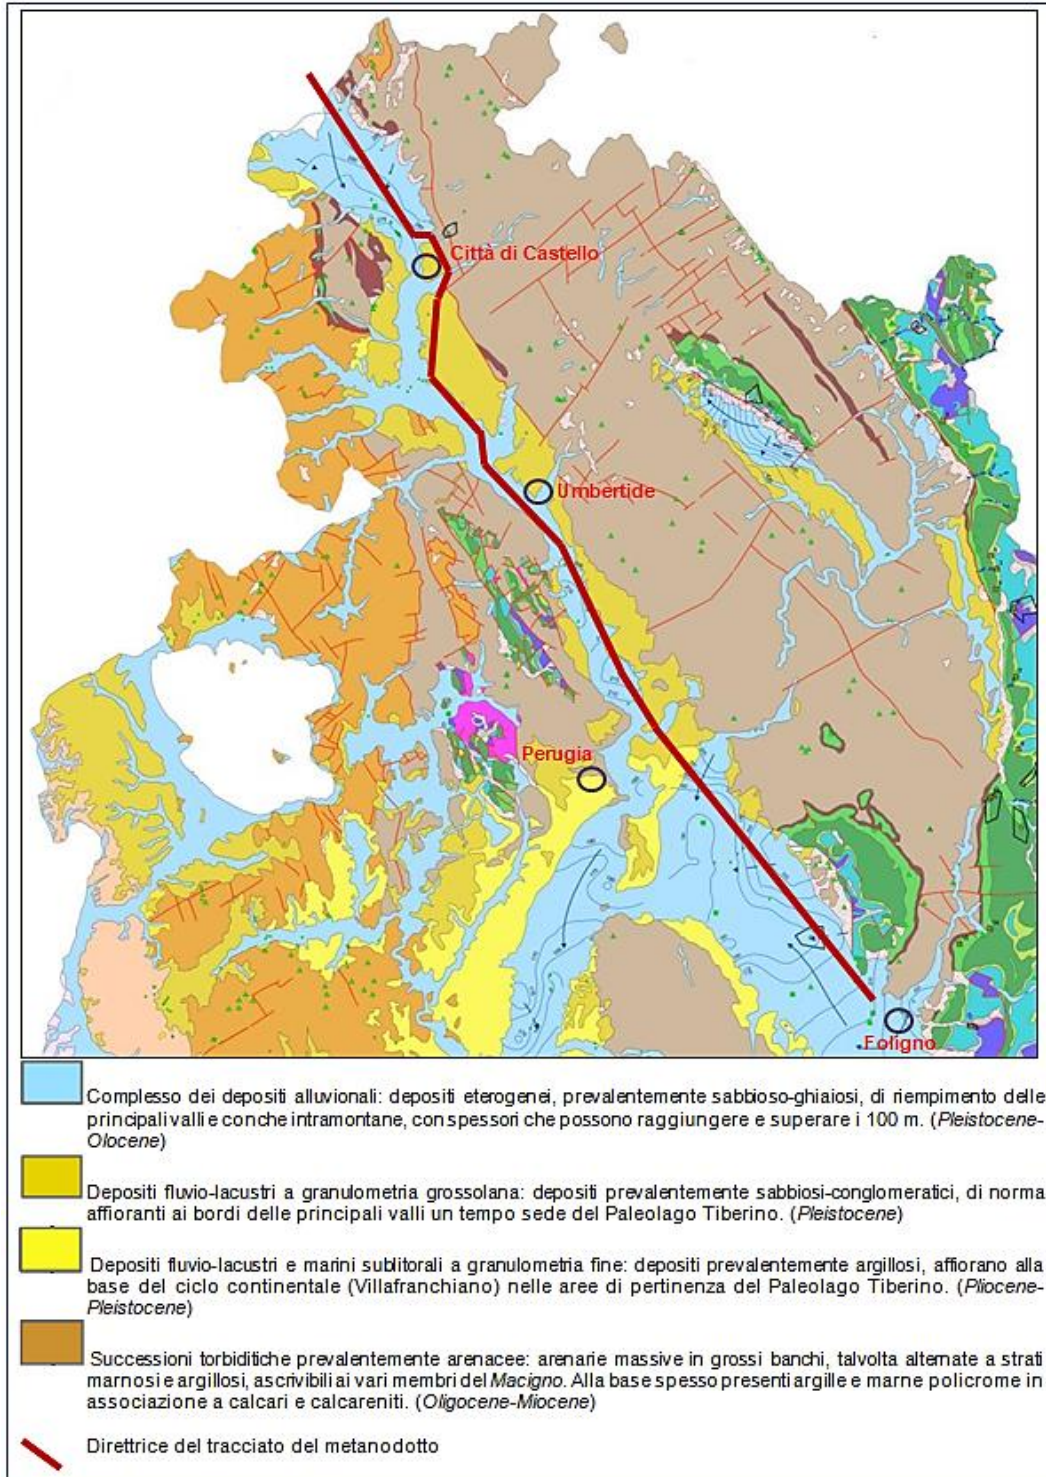 Città di Castello
Umbertide
Perugia
Foligno
Complesso dei depositi alluvionali: depositi eterogenei, prevalentemente sabbioso-ghiaiosi, di riempimento delle
principali valli e conche intramontane, con spessori che possono raggiungere e superare i 100 m. (Pleistocene-
Olocene)
Depositi fluvio-lacustri a granulometria grossolana: depositi prevalentemente sabbiosi-conglomeratici, di norma
affioranti ai bordi delle principali valli un tempo sede del Paleolago Tiberino. (Pleistocene)
Depositi fluvio-lacustri e marini sublitorali a granulometria fine: depositi prevalentemente argillosi, affiorano alla
base del ciclo continentale (Villafranchiano) nelle aree di pertinenza del Paleolago Tiberino. (Pliocene-
Pleistocene)
Successioni torbiditiche prevalentemente arenacee: arenarie massive in grossi banchi, talvolta alternate a strati
marnosi e argillosi, ascrivibili ai vari membri del Macigno. Alla base spesso presenti argille e marne policrome in
associazione a calcari e calcareniti. (Oligocene-Miocene)
Direttrice del tracciato del metanodotto